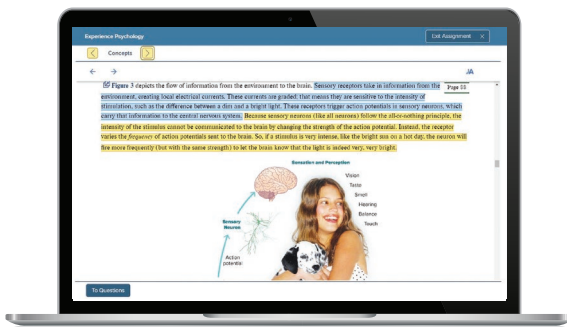 Experience Psychology
Exit Assignment ×
Concepts
Figure 3 depicts the flow of information from the environment to the brain. Sensory receptors take in information from the
Page 88
environment, creating local electrical currents. These currents are graded; that means they are sensitive to the intensity of
stimulation, such as the difference between a dim and a bright light. These receptors trigger action potentials in sensory neurons, which
carry that information to the central nervous system. Because sensory neurons (like all neurons) follow the all-or-nothing principle, the
intensity of the stimulus cannot be communicated to the brain by changing the strength of the action potential. Instead, the receptor
varies the frequency of action potentials sent to the brain. So, if a stimulus is very intense, like the bright sun on a hot day, the neuron will
fire more frequently (but with the same strength) to let the brain know that the light is indeed very, very bright.
Sensation and Perception
Vision
Taste
Smell
Hearing
Balance
Touch
Sensory
Neuron
Action
potential
To Questions